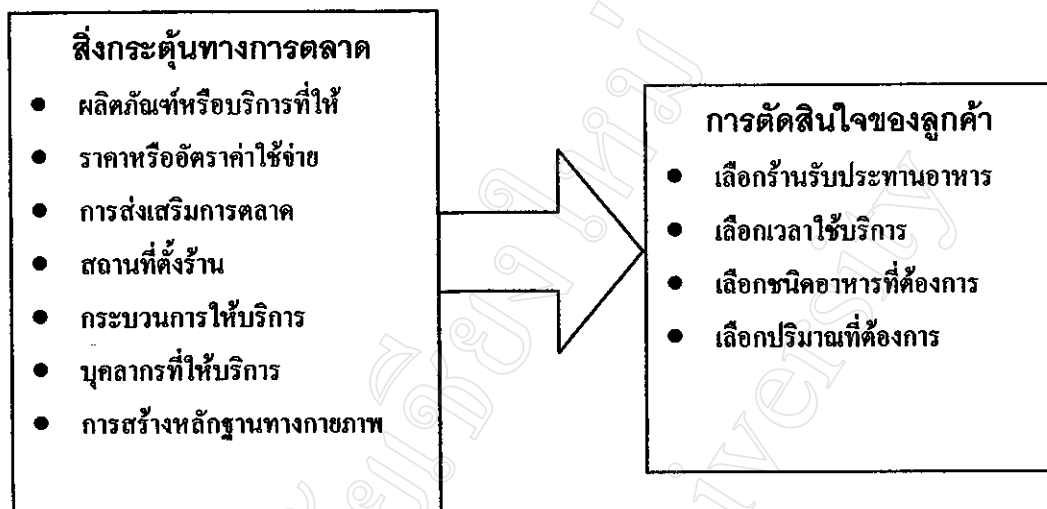 สิ่งกระตุ้นทางการตลาด
● ผลิตภัณฑ์หรือบริการที่ให้
● ราคาหรืออัตราค่าใช้จ่าย
● การส่งเสริมการตลาด
● สถานที่ตั้งร้าน
● กระบวนการให้บริการ
● บุคลากรที่ให้บริการ
● การสร้างหลักฐานทางกายภาพ
การตัดสินใจของลูกค้า
● เลือกร้านรับประทานอาหาร
● เลือกเวลาใช้บริการ
● เลือกชนิดอาหารที่ต้องการ
● เลือกปริมาณที่ต้องการ